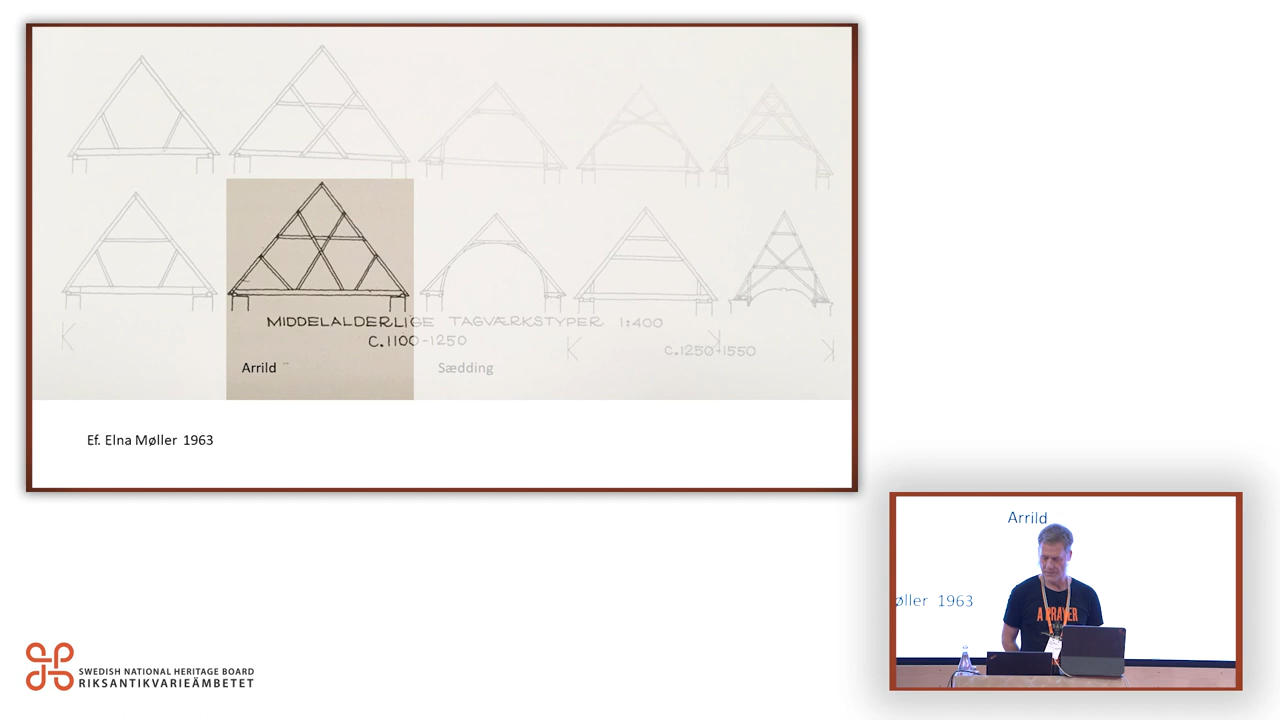 MIDDELALDERLIGE TAGVÆRKSTYPER 1:400
C.1100-1250
C.1250-1550
Arrild
Sædding
Ef. Elna Møller 1963
Arrild
øller 1963
A PRAYER
SWEDISH NATIONAL HERITAGE BOARD
RIKSANTIKVARIEÄMBETET